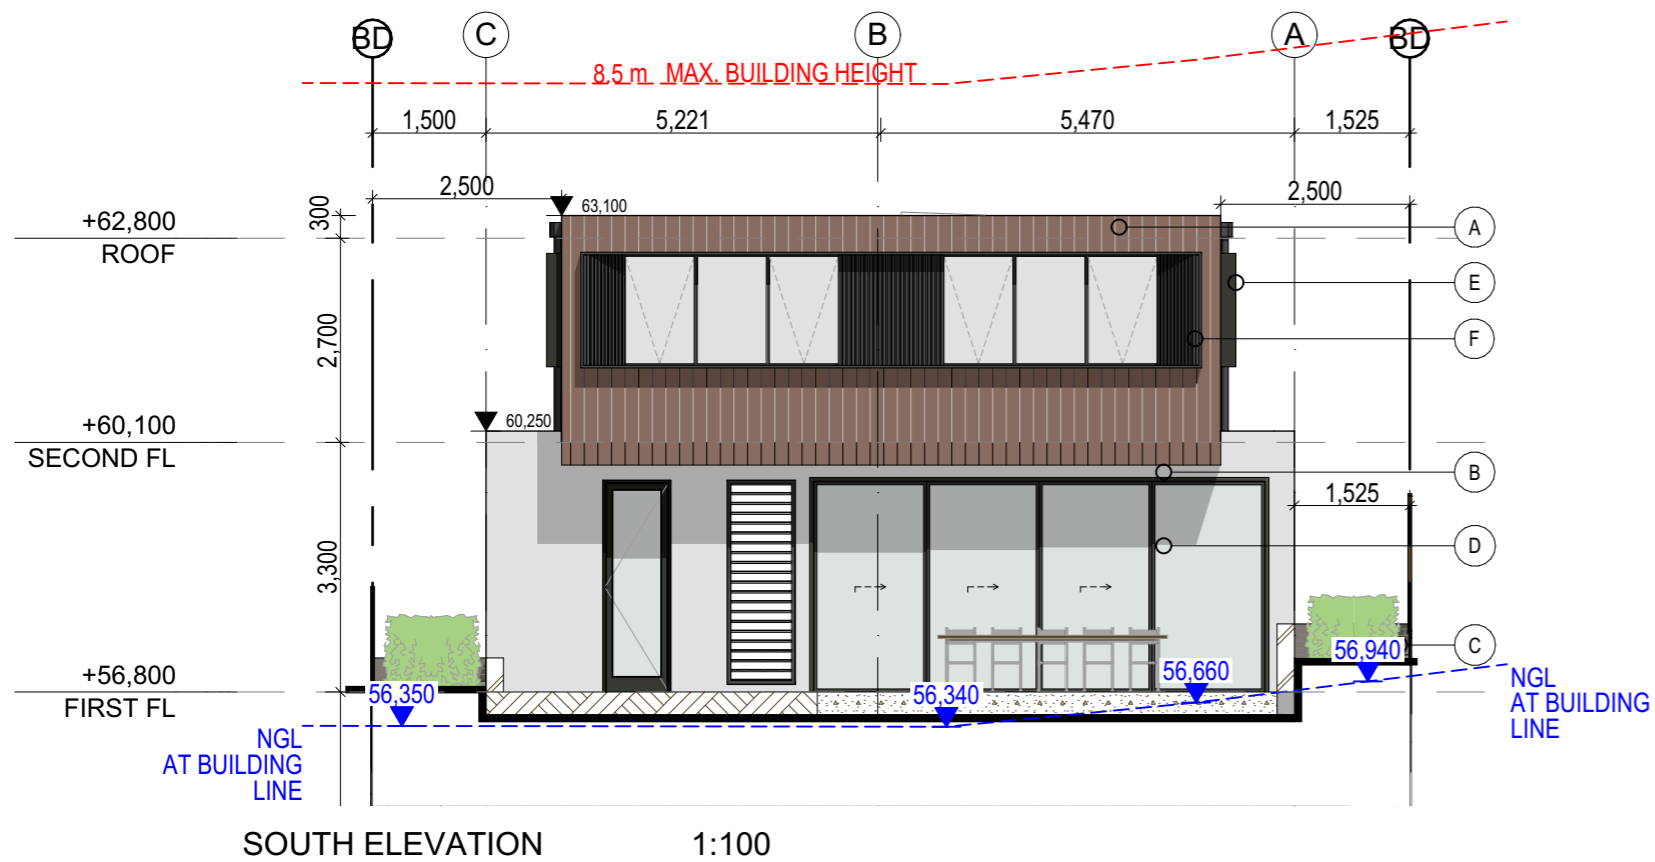 BD
C
B
A
BD
8.5 m MAX. BUILDING HEIGHT
1,500
5,221
5,470
1,525
2,500
2,500
300
63,100
+62,800
ROOF
A
E
2,700
F
+60,100
SECOND FL
60,250
B
1,525
D
3,300
+56,800
FIRST FL
56,350
56,340
56,660
56,940
C
NGL
AT BUILDING
LINE
NGL
AT BUILDING
LINE
SOUTH ELEVATION 1:100